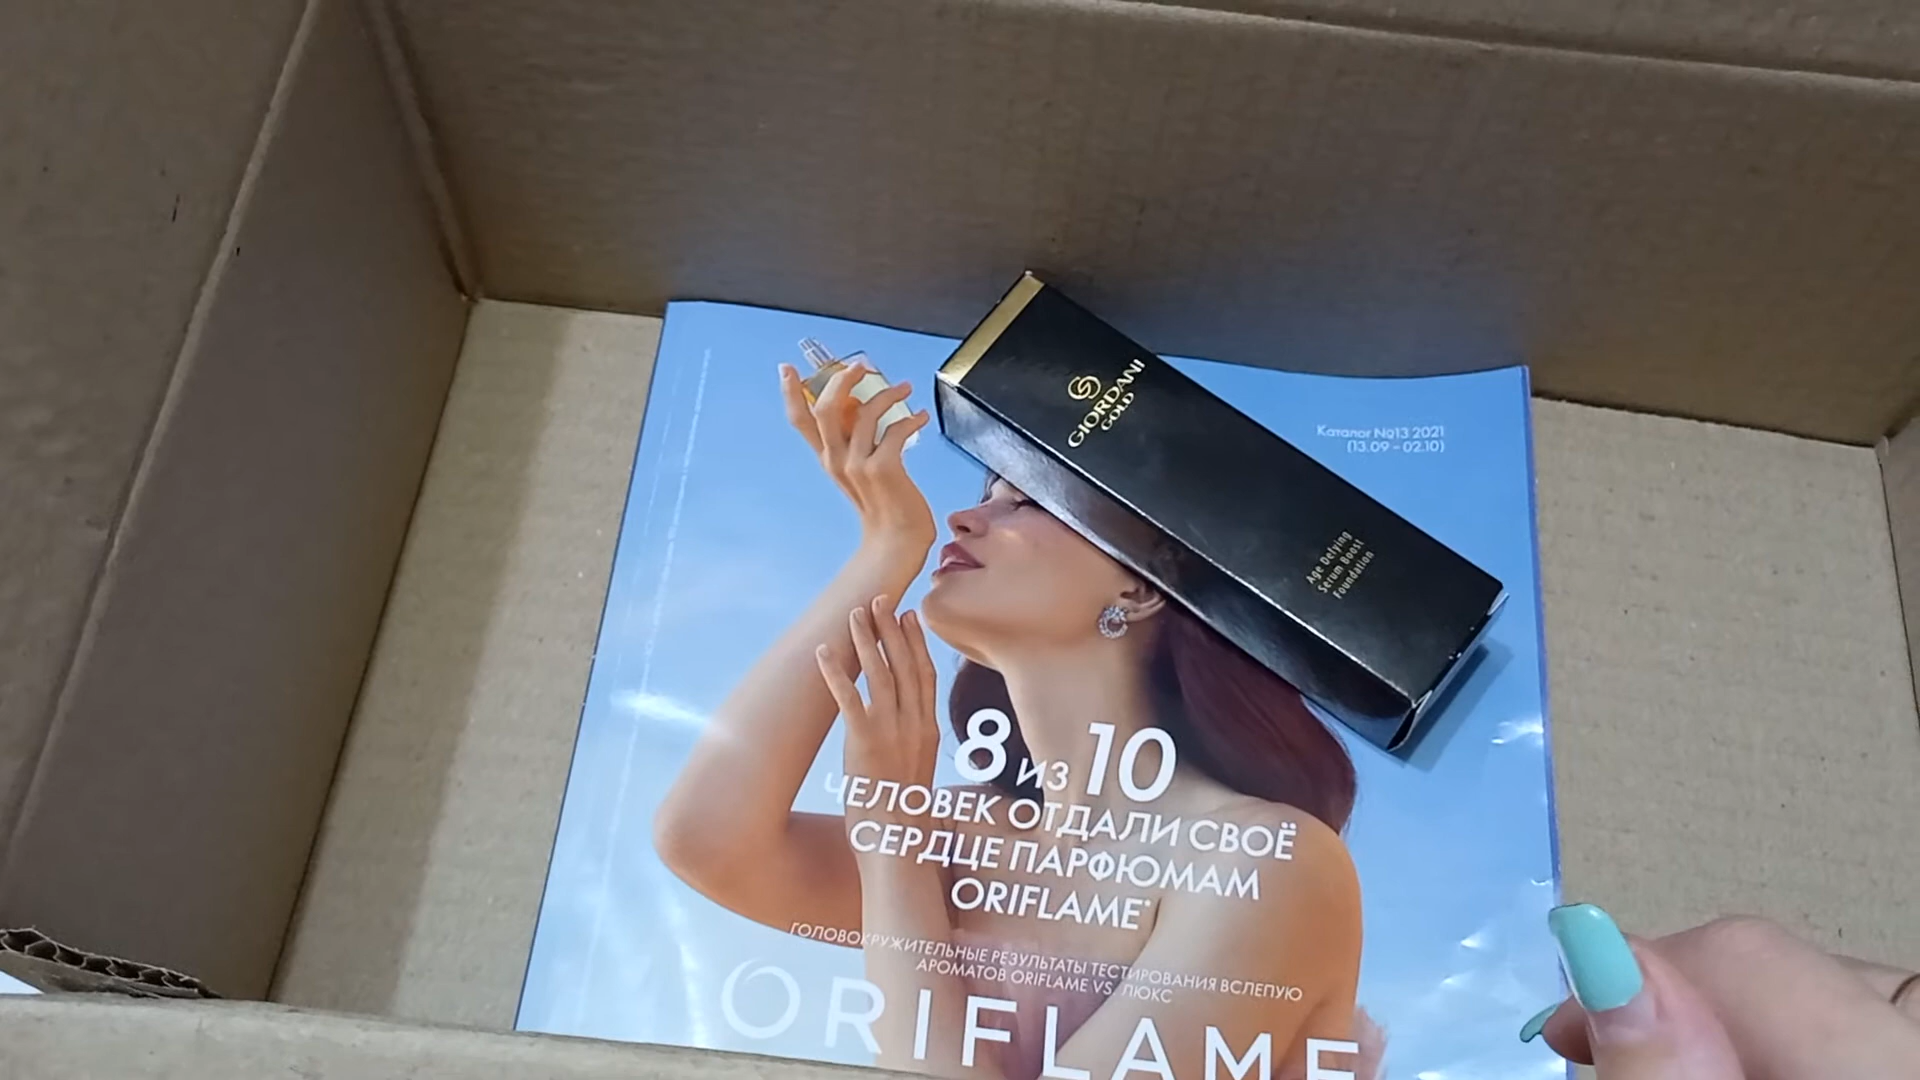 GIORDANI
GOLD
Каталог №13 2021
(13.09 - 02.10)
Age Defying
Serum Boost
Foundation
8 ИЗ 10
ЧЕЛОВЕК ОТДАЛИ СВОЁ
СЕРДЦЕ ПАРФЮМАМ
ORIFLAME*
ГОЛОВОКРУЖИТЕЛЬНЫЕ РЕЗУЛЬТАТЫ ТЕСТИРОВАНИЯ ВСЛЕПУЮ
АРОМАТОВ ORIFLAME VS. ЛЮКС
ORIFLAME